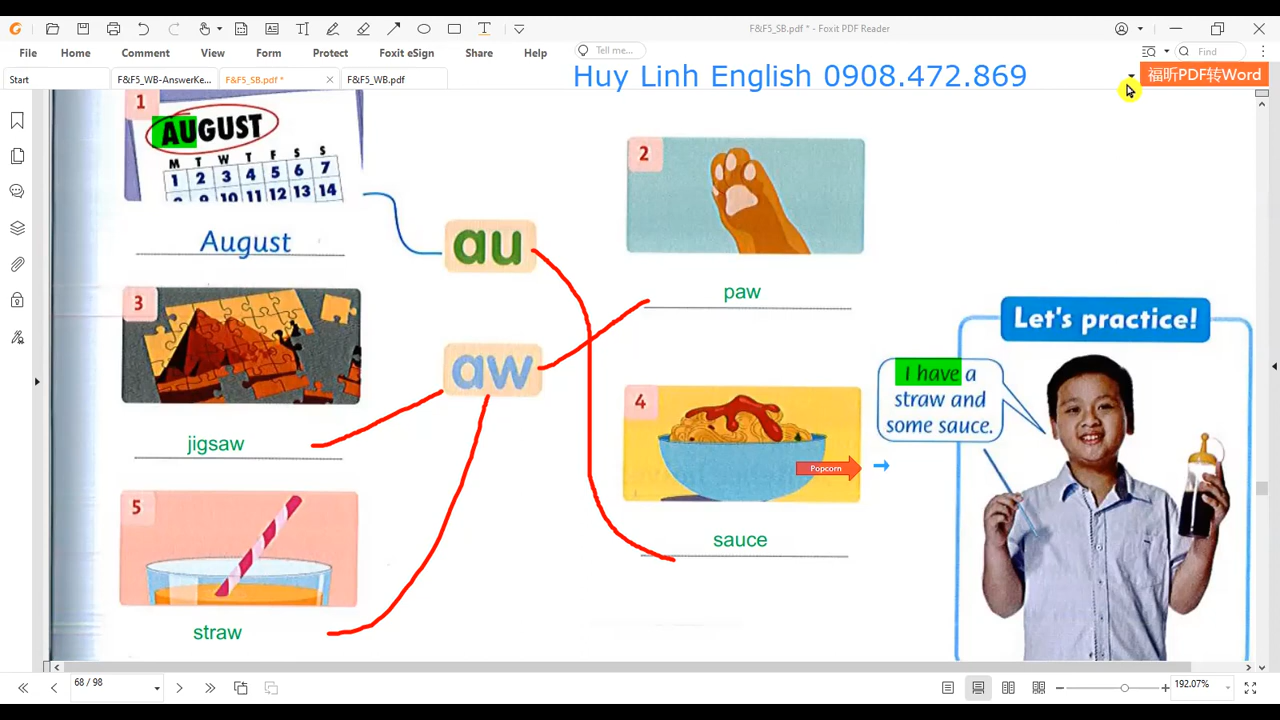 F&F5_SB.pdf * - Foxit PDF Reader
File Home Comment View Form Protect Foxit eSign Share Help Tell me... Find
Start F&F5_WB-AnswerKe... F&F5_SB.pdf * F&F5_WB.pdf
Huy Linh English 0908.472.869
福昕PDF转Word
1
AUGUST
M T W T F S S
1 2 3 4 5 6 7
8 9 10 11 12 13 14
August
au
2
paw
3
jigsaw
aw
4
Popcorn
sauce
5
straw
Let's practice!
I have a
straw and
some sauce.
68 / 98
192.07%